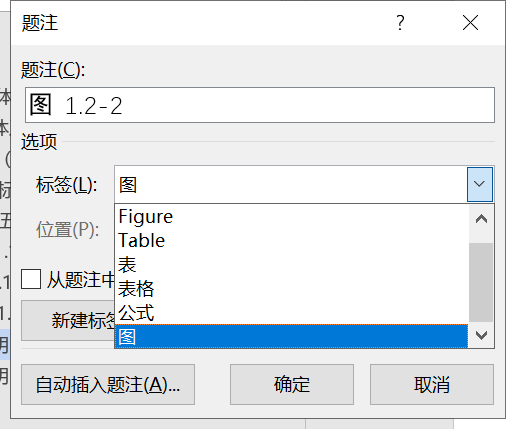 题注
?
题注(C):
图 1.2-2
选项
标签(L): 图
Figure
位置(P):
Table
表
从题注中
表格
新建标签
公式
图
自动插入题注(A)... 确定 取消